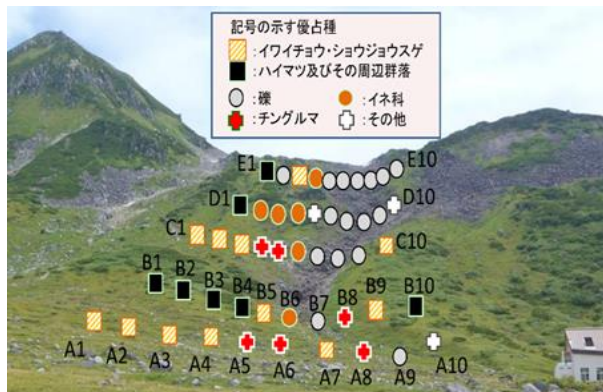 記号の示す優占種
：イワイチョウ・ショウジョウスゲ
：ハイマツ及びその周辺群落
：礫 ：イネ科
：チングルマ ：その他
E1 E10
D1 D10
C1 C10
B1 B2 B3 B4 B5 B6 B7 B8 B9 B10
A1 A2 A3 A4 A5 A6 A7 A8 A9 A10